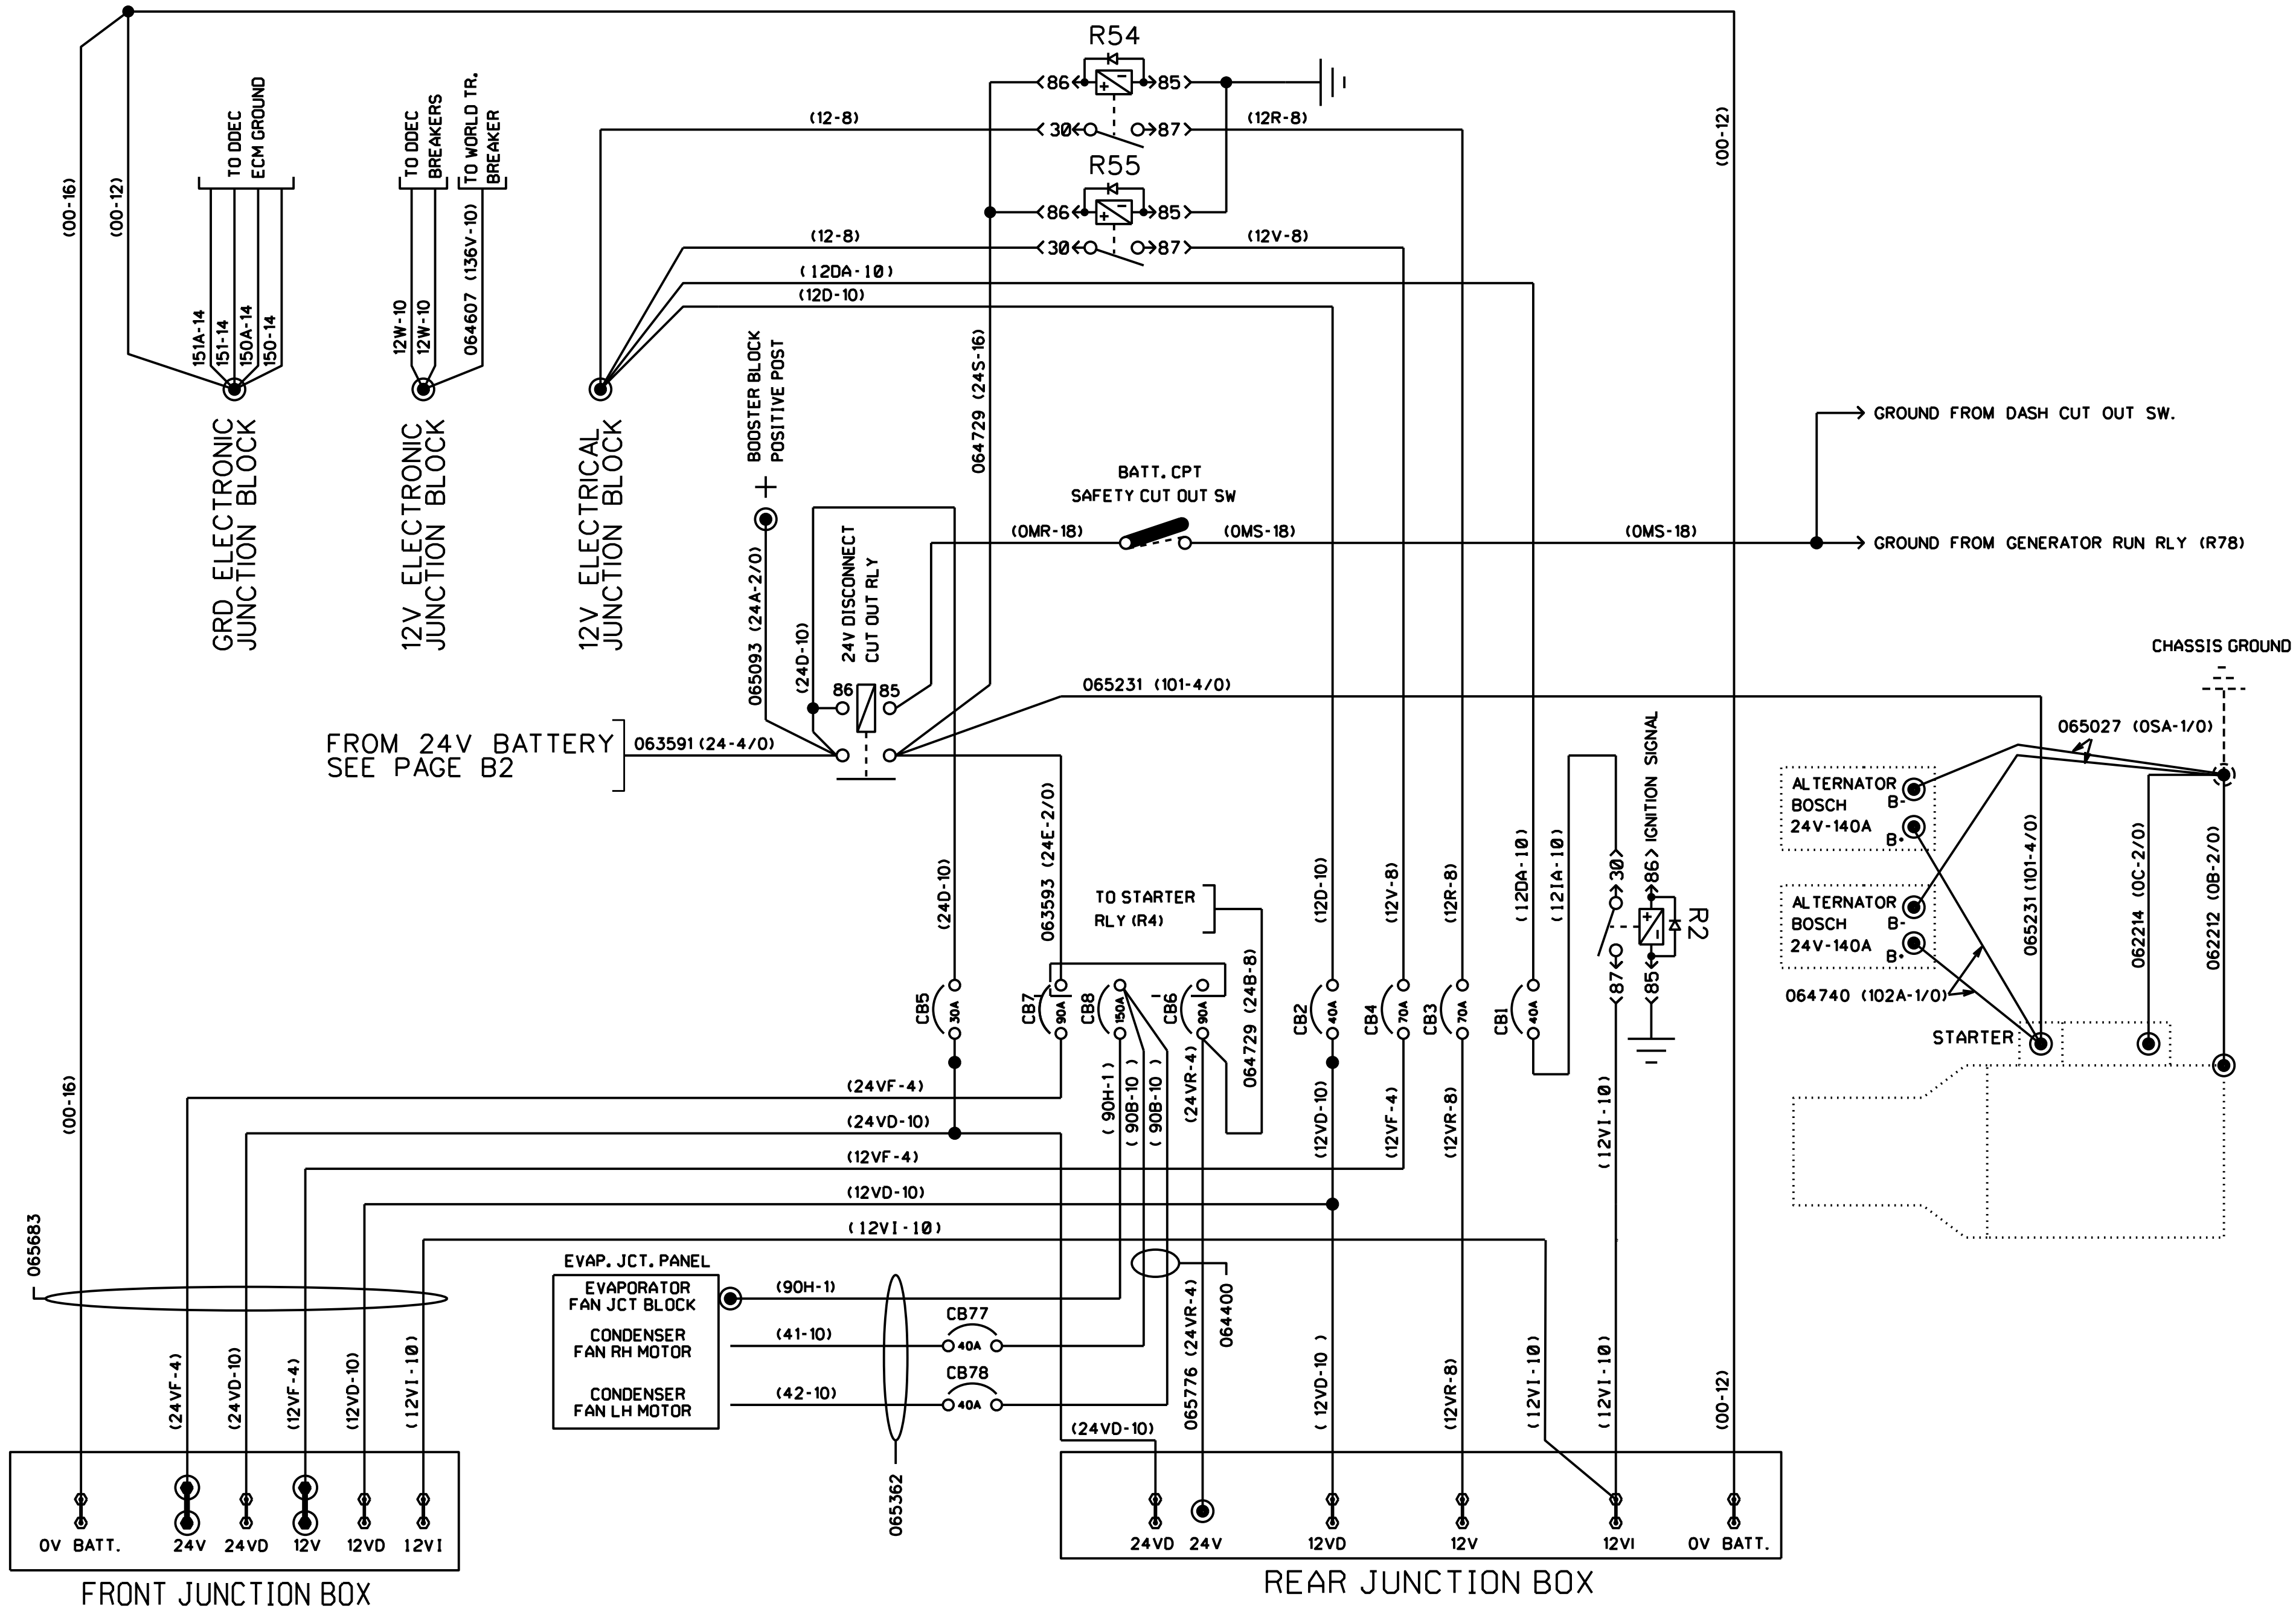 R54
86
85
(12-8)
30
87
(12R-8)
R55
86
85
(12-8)
30
87
(12V-8)
(12DA-10)
(12D-10)
(00-16)
(00-12)
TO DDEC
ECM GROUND
TO DDEC
BREAKERS
TO WORLD TR.
BREAKER
(00-12)
151A-14
151-14
150A-14
150-14
12W-10
12W-10
064607 (136V-10)
GRD ELECTRONIC
JUNCTION BLOCK
12V ELECTRONIC
JUNCTION BLOCK
12V ELECTRICAL
JUNCTION BLOCK
BOOSTER BLOCK
POSITIVE POST
+
064729 (24S-16)
BATT. CPT
SAFETY CUT OUT SW
(0MR-18)
(0MS-18)
(0MS-18)
GROUND FROM DASH CUT OUT SW.
GROUND FROM GENERATOR RUN RLY (R78)
065093 (24A-2/0)
(24D-10)
24V DISCONNECT
CUT OUT RLY
86
85
FROM 24V BATTERY
SEE PAGE B2
063591 (24-4/0)
065231 (101-4/0)
CHASSIS GROUND
065027 (0SA-1/0)
ALTERNATOR
BOSCH
24V-140A
B-
B+
ALTERNATOR
BOSCH
24V-140A
B-
B+
064740 (102A-1/0)
STARTER
065231 (101-4/0)
062214 (0C-2/0)
062212 (0B-2/0)
(24D-10)
063593 (24E-2/0)
TO STARTER
RLY (R4)
064729 (24B-8)
(12D-10)
(12V-8)
(12R-8)
(12DA-10)
(12IA-10)
30
87
86
85
IGNITION SIGNAL
R2
CB5
30A
CB7
90A
CB8
150A
CB6
90A
CB2
40A
CB4
70A
CB3
70A
CB1
40A
(00-16)
(24VF-4)
(24VD-10)
(12VF-4)
(12VD-10)
(12VI-10)
(90H-1)
(90B-10)
(90B-10)
(24VR-4)
(12VD-10)
(12VF-4)
(12VR-8)
(12VI-10)
065683
EVAP. JCT. PANEL
EVAPORATOR
FAN JCT BLOCK
CONDENSER
FAN RH MOTOR
CONDENSER
FAN LH MOTOR
(90H-1)
(41-10)
(42-10)
CB77
40A
CB78
40A
065362
064400
065776 (24VR-4)
(24VD-10)
(24VF-4)
(24VD-10)
(12VF-4)
(12VD-10)
(12VI-10)
(12VD-10)
(12VR-8)
(12VI-10)
(12VI-10)
(00-12)
0V BATT.
24V
24VD
12V
12VD
12VI
FRONT JUNCTION BOX
24VD
24V
12VD
12V
12VI
0V BATT.
REAR JUNCTION BOX